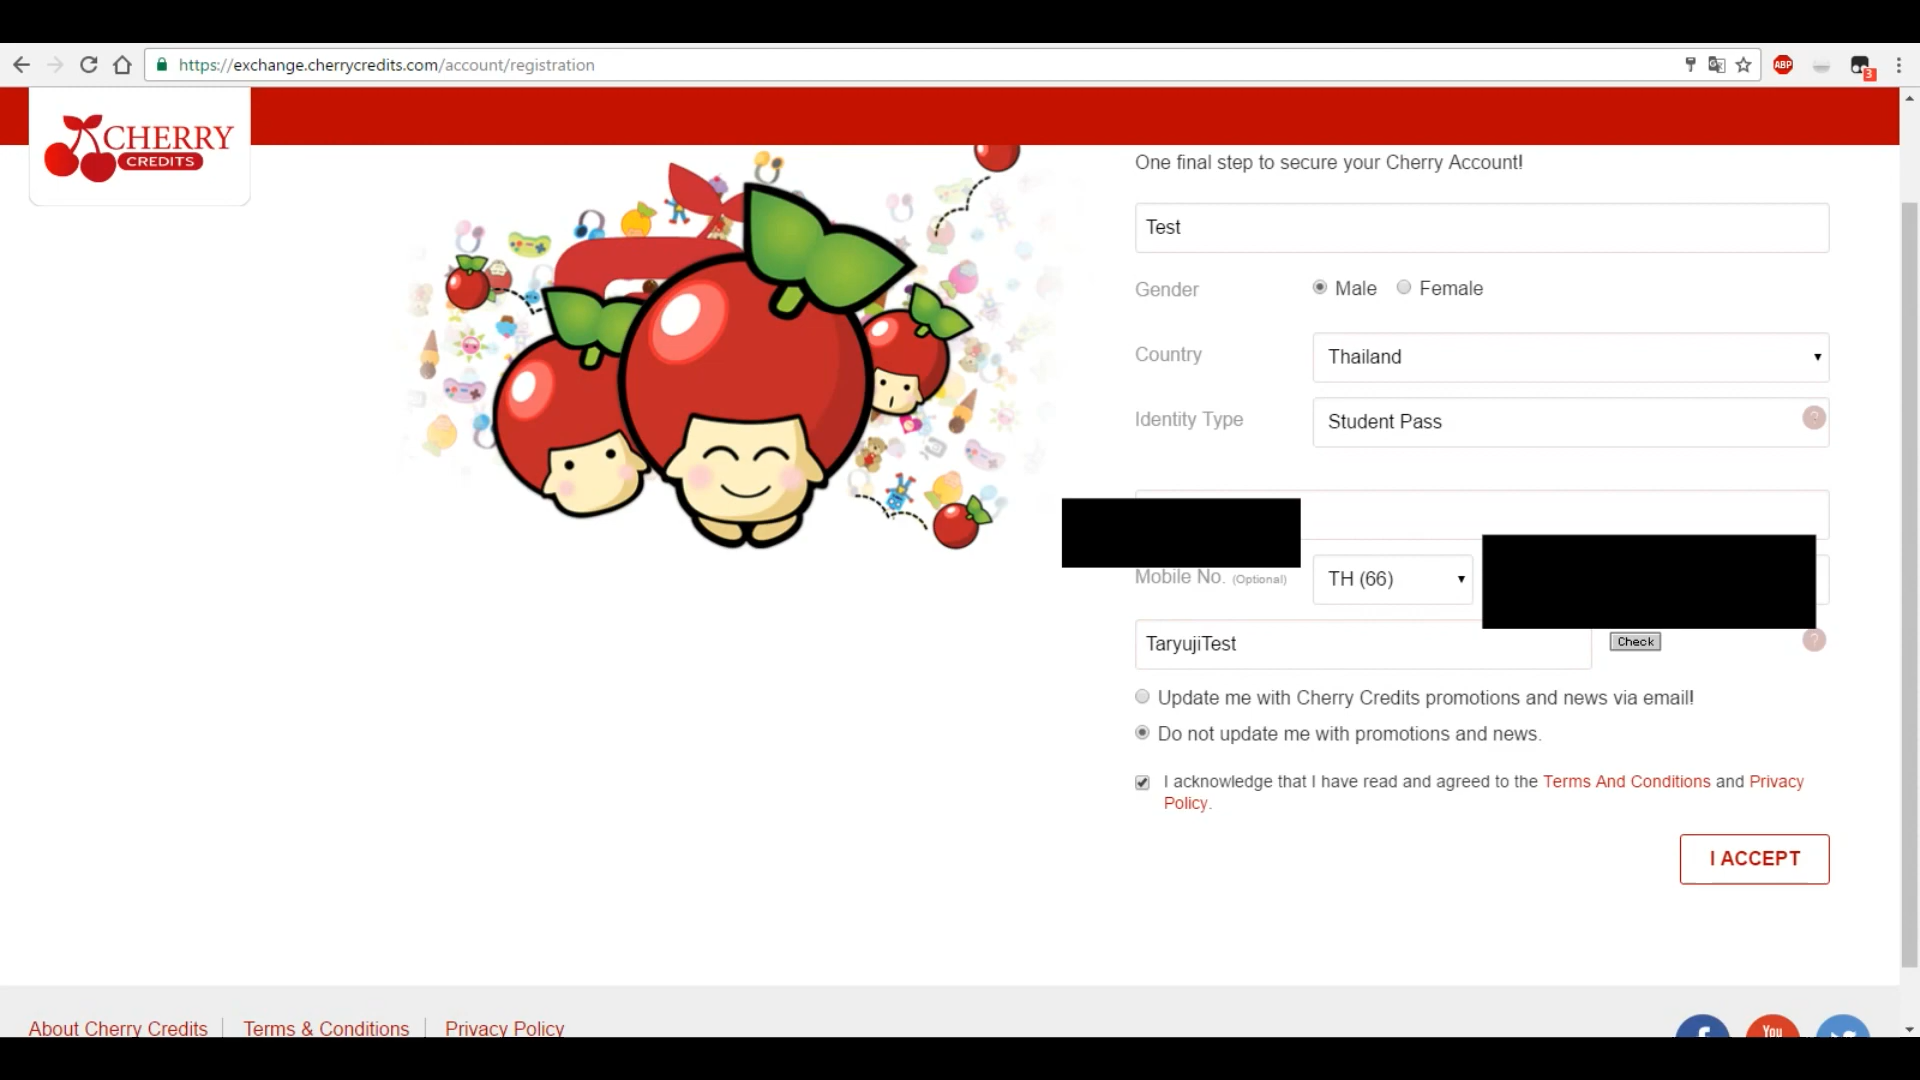 https://exchange.cherrycredits.com/account/registration
ABP
3
CHERRY
CREDITS
One final step to secure your Cherry Account!
Test
Gender Male Female
Country Thailand
Identity Type Student Pass ?
Mobile No. (Optional) TH (66)
TaryujiTest Check ?
Update me with Cherry Credits promotions and news via email!
Do not update me with promotions and news.
I acknowledge that I have read and agreed to the Terms And Conditions and Privacy
Policy.
I ACCEPT
About Cherry Credits Terms & Conditions Privacy Policy
You